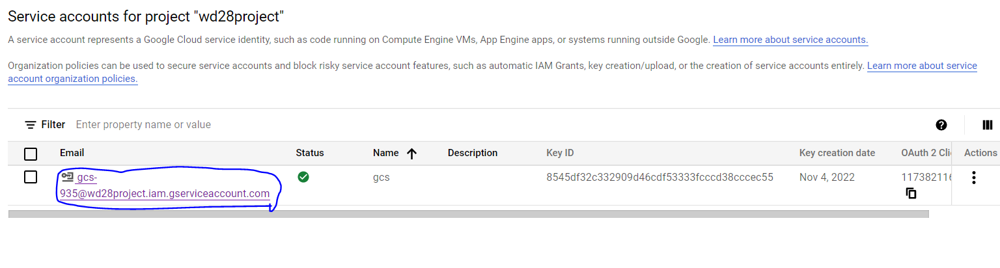 Service accounts for project "wd28project"
A service account represents a Google Cloud service identity, such as code running on Compute Engine VMs, App Engine apps, or systems running outside Google. Learn more about service accounts.
Organization policies can be used to secure service accounts and block risky service account features, such as automatic IAM Grants, key creation/upload, or the creation of service accounts entirely. Learn more about service
account organization policies.
Filter Enter property name or value
Email Status Name Description Key ID Key creation date OAuth 2 Cli Actions
gcs- gcs 8545df32c332909d46cdf53333fcccd38cccec55 Nov 4, 2022 117382116
935@wd28project.iam.gserviceaccount.com